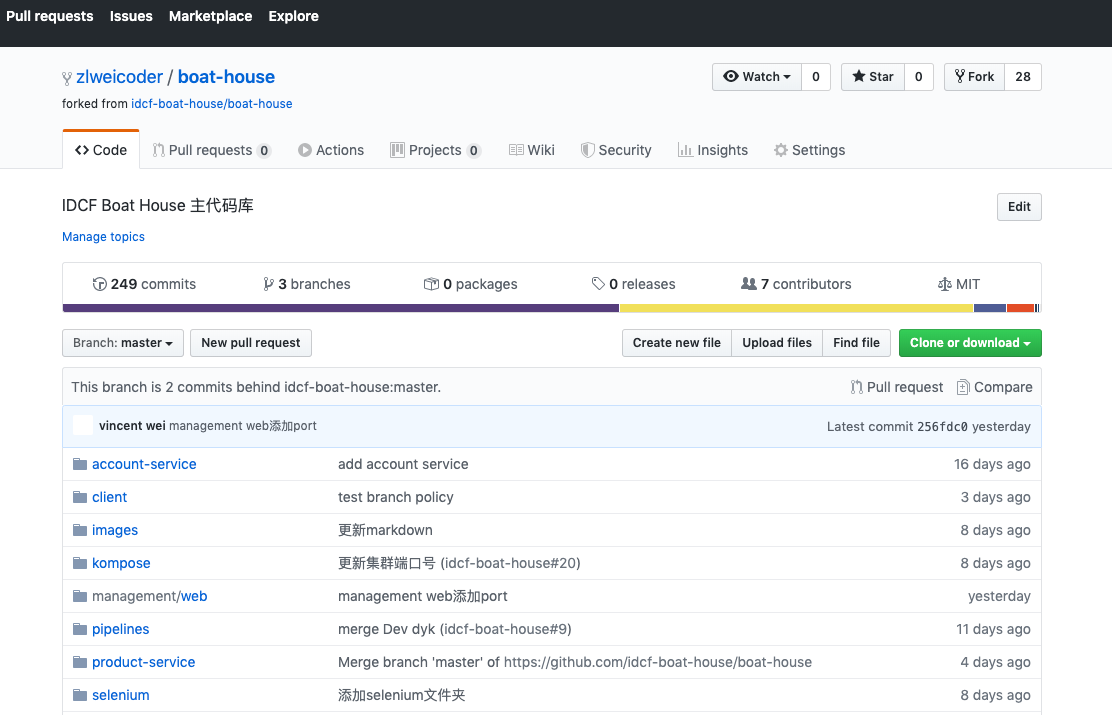 Pull requests Issues Marketplace Explore
zlweicoder / boat-house
Watch 0 Star 0 Fork 28
forked from idcf-boat-house/boat-house
Code Pull requests 0 Actions Projects 0 Wiki Security Insights Settings
IDCF Boat House 主代码库
Edit
Manage topics
249 commits 3 branches 0 packages 0 releases 7 contributors MIT
Branch: master New pull request Create new file Upload files Find file Clone or download
This branch is 2 commits behind idcf-boat-house:master. Pull request Compare
vincent wei management web添加port Latest commit 256fdc0 yesterday
account-service add account service 16 days ago
client test branch policy 3 days ago
images 更新markdown 8 days ago
kompose 更新集群端口号 (idcf-boat-house#20) 8 days ago
management/web management web添加port yesterday
pipelines merge Dev dyk (idcf-boat-house#9) 11 days ago
product-service Merge branch 'master' of https://github.com/idcf-boat-house/boat-house 4 days ago
selenium 添加selenium文件夹 8 days ago